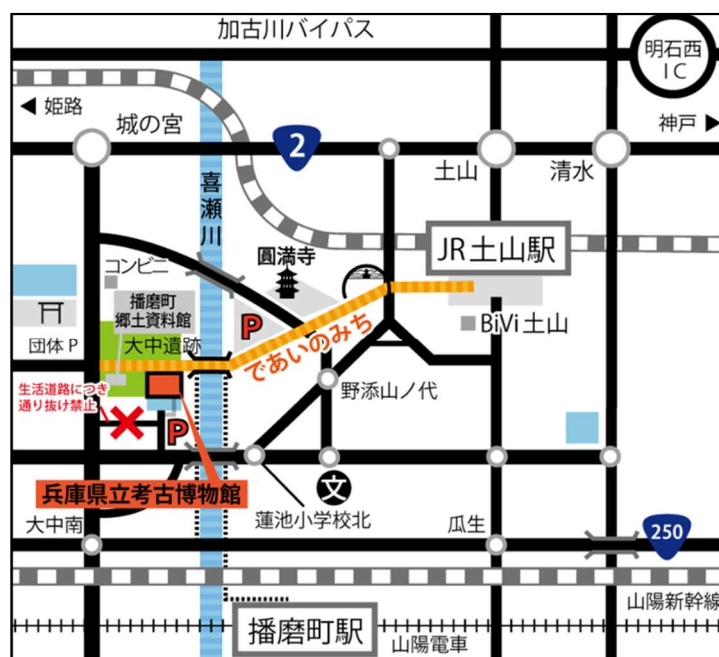 加古川バイパス
明石西
IC
姫路
神戸
城の宮
2
土山
清水
喜瀬川
JR土山駅
圓満寺
コンビニ
播磨町
郷土資料館
P
BiVi土山
団体P
大中遺跡
であいのみち
野添山ノ代
生活道路につき
通り抜け禁止
P
兵庫県立考古博物館
文
大中南
蓮池小学校北
瓜生
250
山陽新幹線
播磨町駅
山陽電車